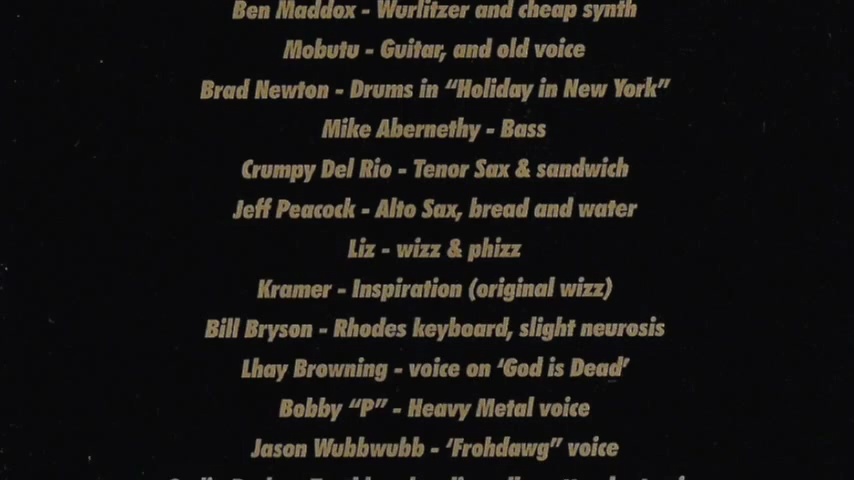 Ben Maddox - Wurlitzer and cheap synth
Mobutu - Guitar, and old voice
Brad Newton - Drums in “Holiday in New York”
Mike Abernethy - Bass
Crumpy Del Rio - Tenor Sax & sandwich
Jeff Peacock - Alto Sax, bread and water
Liz - wizz & phizz
Kramer - Inspiration (original wizz)
Bill Bryson - Rhodes keyboard, slight neurosis
Lhay Browning - voice on ‘God is Dead’
Bobby “P” - Heavy Metal voice
Jason Wubbwubb - ‘Frohdawg” voice